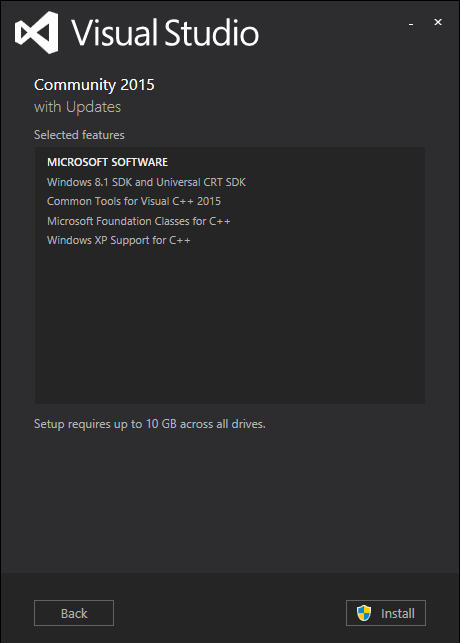 Visual Studio
Community 2015
with Updates
Selected features
MICROSOFT SOFTWARE
Windows 8.1 SDK and Universal CRT SDK
Common Tools for Visual C++ 2015
Microsoft Foundation Classes for C++
Windows XP Support for C++
Setup requires up to 10 GB across all drives.
Back
Install